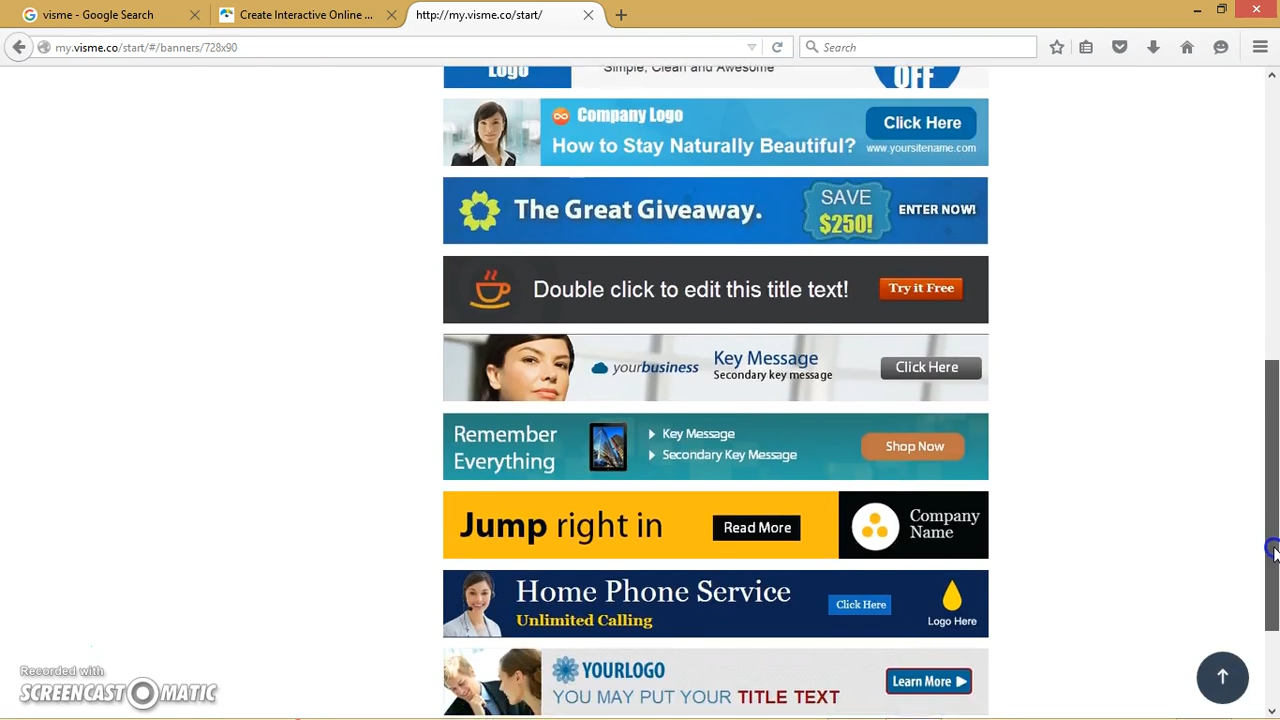 visme - Google Search
Create Interactive Online ...
http://my.visme.co/start/
my.visme.co/start/#/banners/728x90
Search
Logo
Simple, Clean and Awesome
OFF
Company Logo
Click Here
How to Stay Naturally Beautiful?
www.yoursitename.com
The Great Giveaway.
SAVE
$250!
ENTER NOW!
Double click to edit this title text!
Try it Free
yourbusiness
Key Message
Secondary key message
Click Here
Remember
Everything
Key Message
Secondary Key Message
Shop Now
Jump right in
Read More
Company
Name
Home Phone Service
Unlimited Calling
Click Here
Logo Here
YOURLOGO
YOU MAY PUT YOUR TITLE TEXT
Learn More
Recorded with
SCREENCAST MATIC